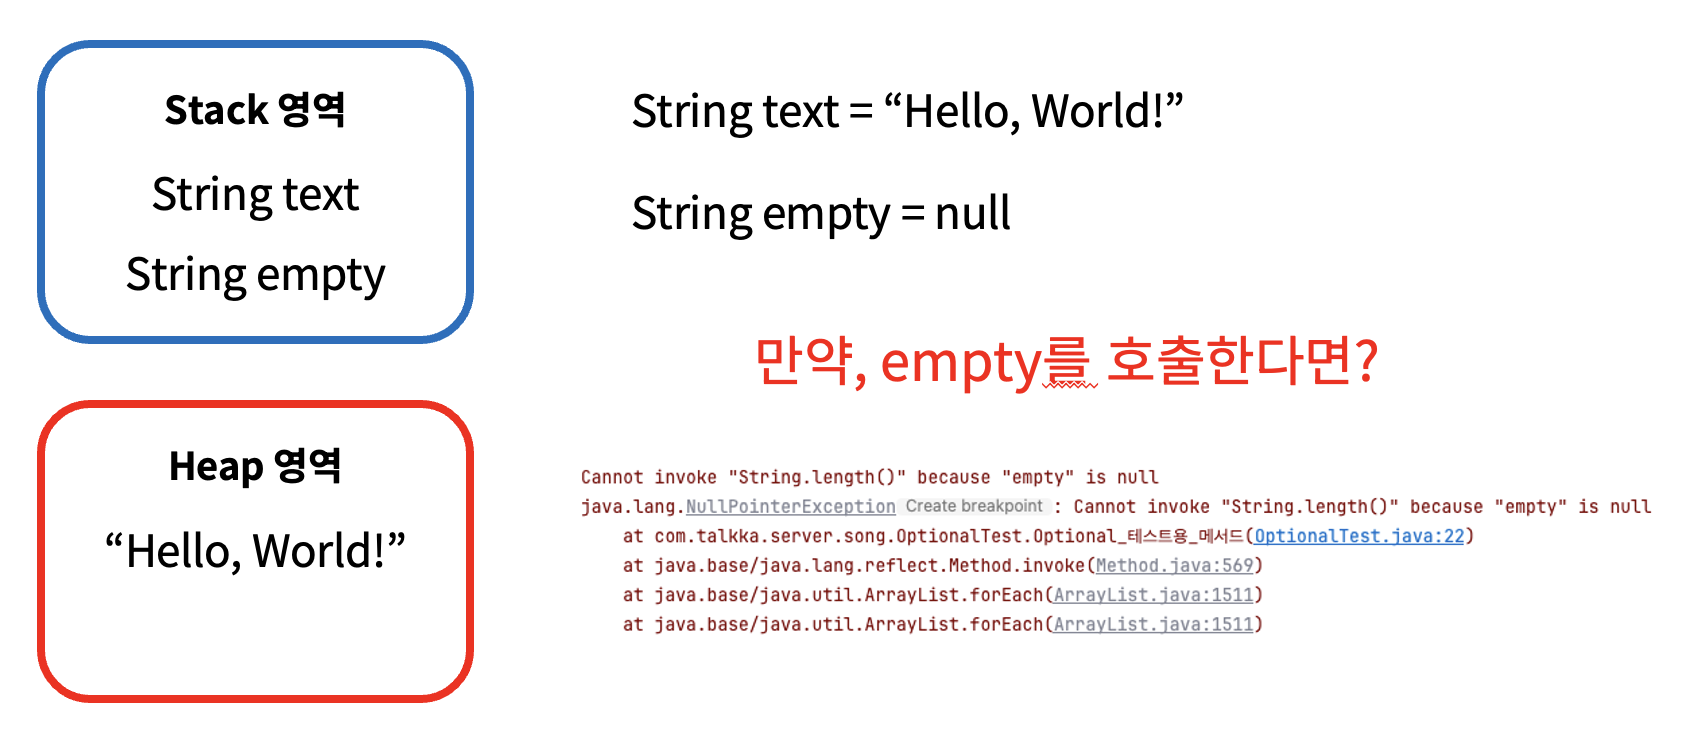 Stack 영역
String text
String empty
Heap 영역
“Hello, World!”
String text = “Hello, World!”
String empty = null
만약, empty를 호출한다면?
Cannot invoke "String.length()" because "empty" is null
java.lang.NullPointerException Create breakpoint : Cannot invoke "String.length()" because "empty" is null
at com.talkka.server.song.OptionalTest.Optional_테스트용_메서드(OptionalTest.java:22)
at java.base/java.lang.reflect.Method.invoke(Method.java:569)
at java.base/java.util.ArrayList.forEach(ArrayList.java:1511)
at java.base/java.util.ArrayList.forEach(ArrayList.java:1511)